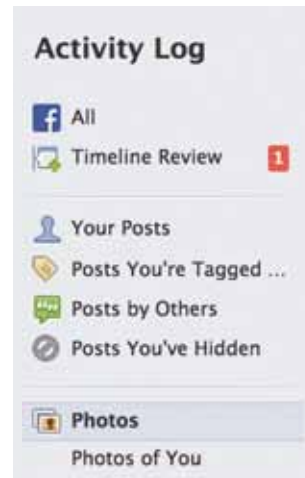 Activity Log
All
Timeline Review 1
Your Posts
Posts You're Tagged ...
Posts by Others
Posts You've Hidden
Photos
Photos of You